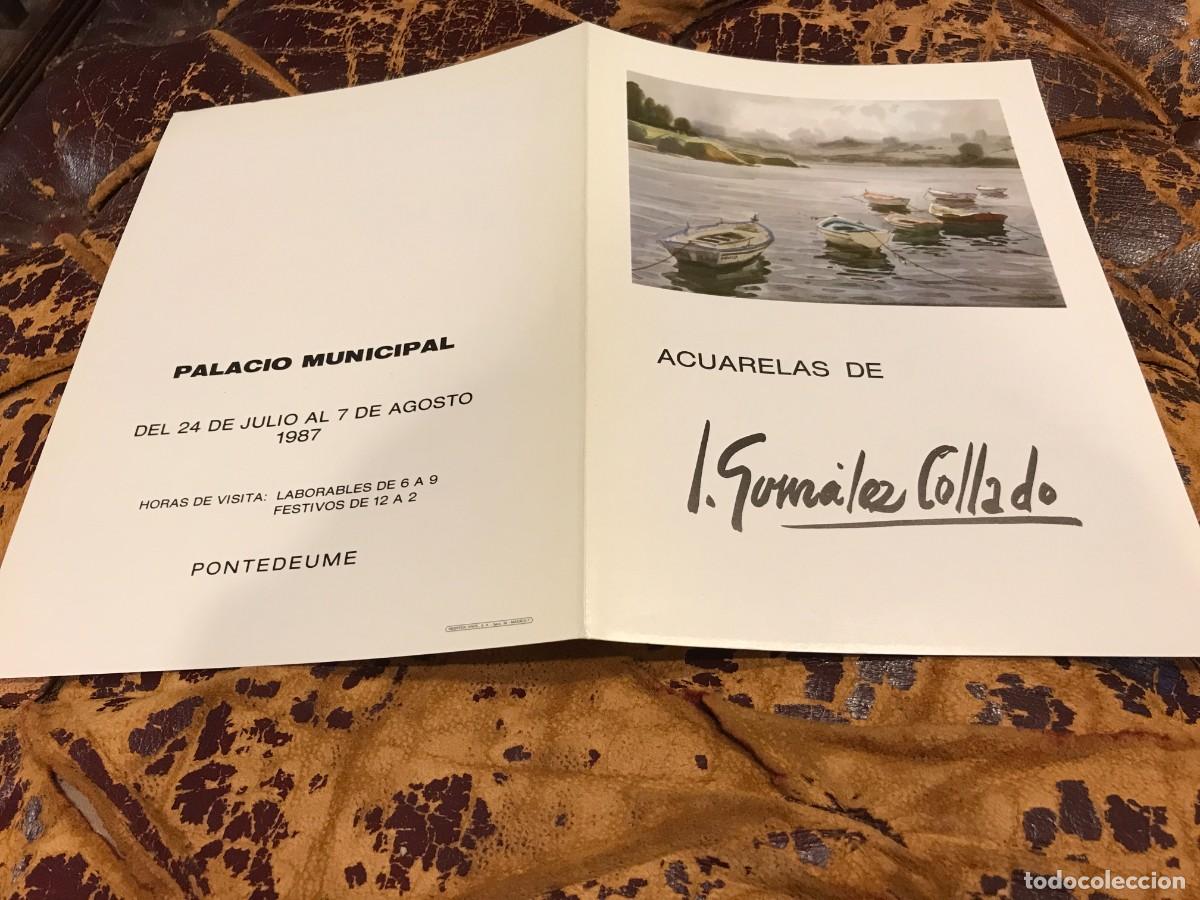 PALACIO MUNICIPAL
DEL 24 DE JULIO AL 7 DE AGOSTO
1987
HORAS DE VISITA: LABORABLES DE 6 A 9
FESTIVOS DE 12 A 2
PONTEDEUME
ACUARELAS DE
I. González Collado
todocoleccion